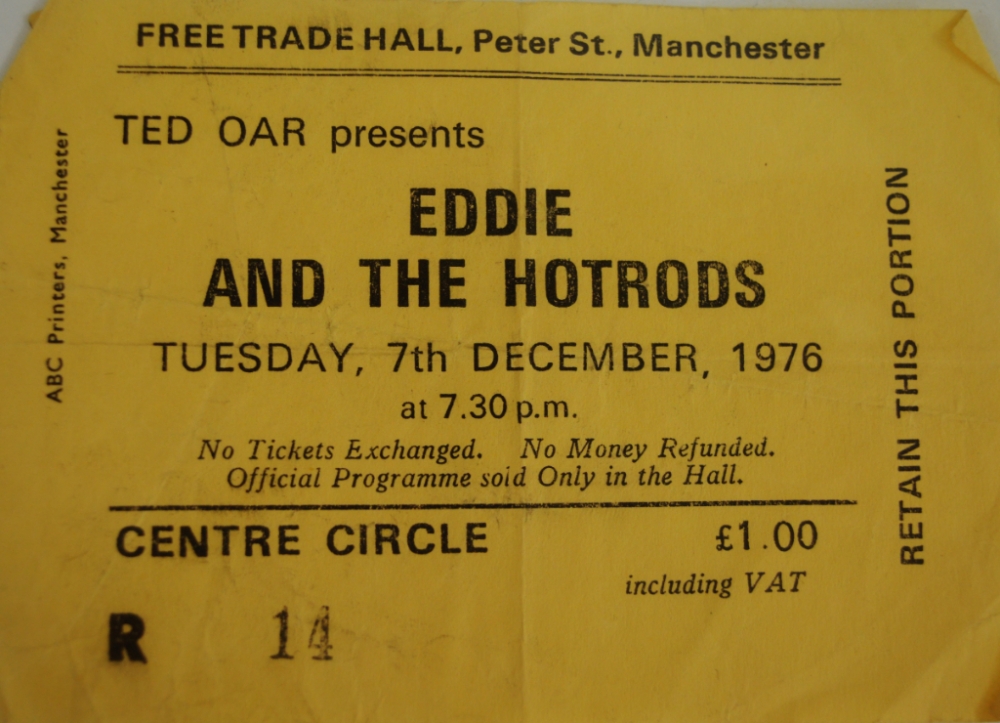 FREE TRADE HALL, Peter St., Manchester
TED OAR presents
EDDIE
AND THE HOTRODS
TUESDAY, 7th DECEMBER, 1976
at 7.30 p.m.
No Tickets Exchanged. No Money Refunded.
Official Programme sold Only in the Hall.
CENTRE CIRCLE £1.00
including VAT
R 14
ABC Printers, Manchester
RETAIN THIS PORTION